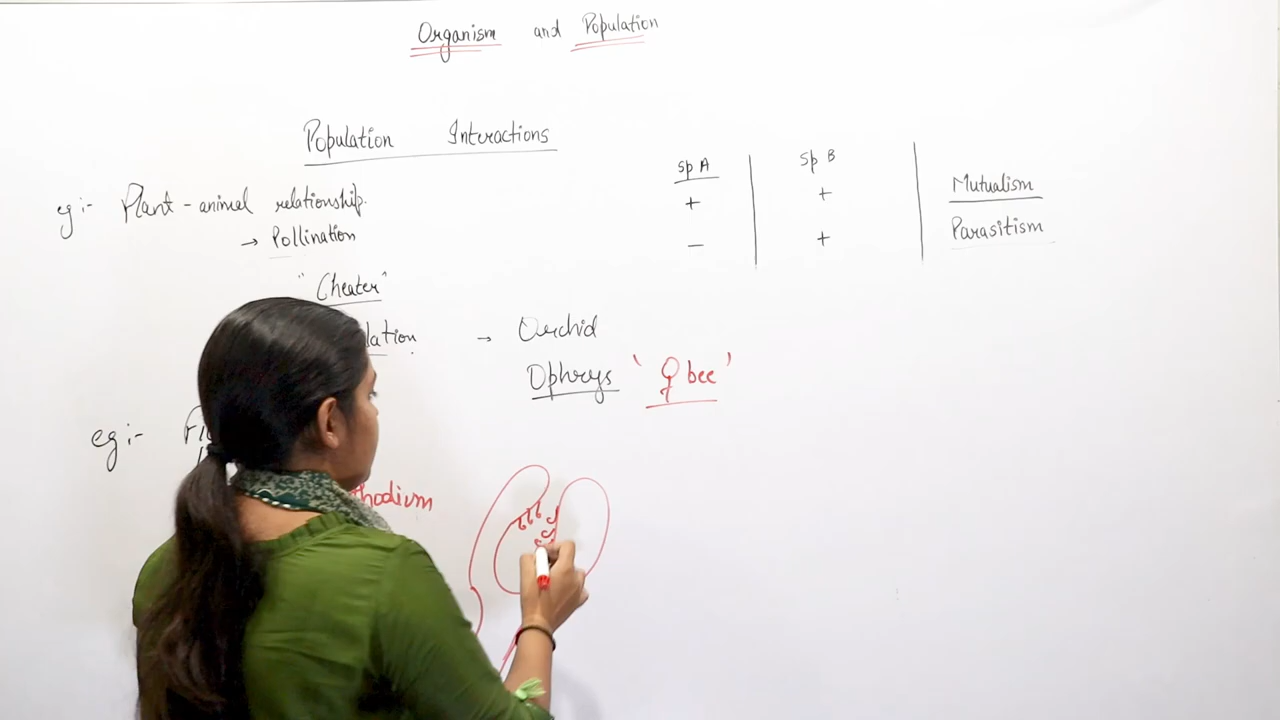 Organism and Population
Population Interactions
eg:- Plant-animal relationship.
→ Pollination
"Cheater"
→ Orchid
Ophrys '♀ bee'
eg:-
Sp A | Sp B |
+ | + | Mutualism
− | + | Parasitism